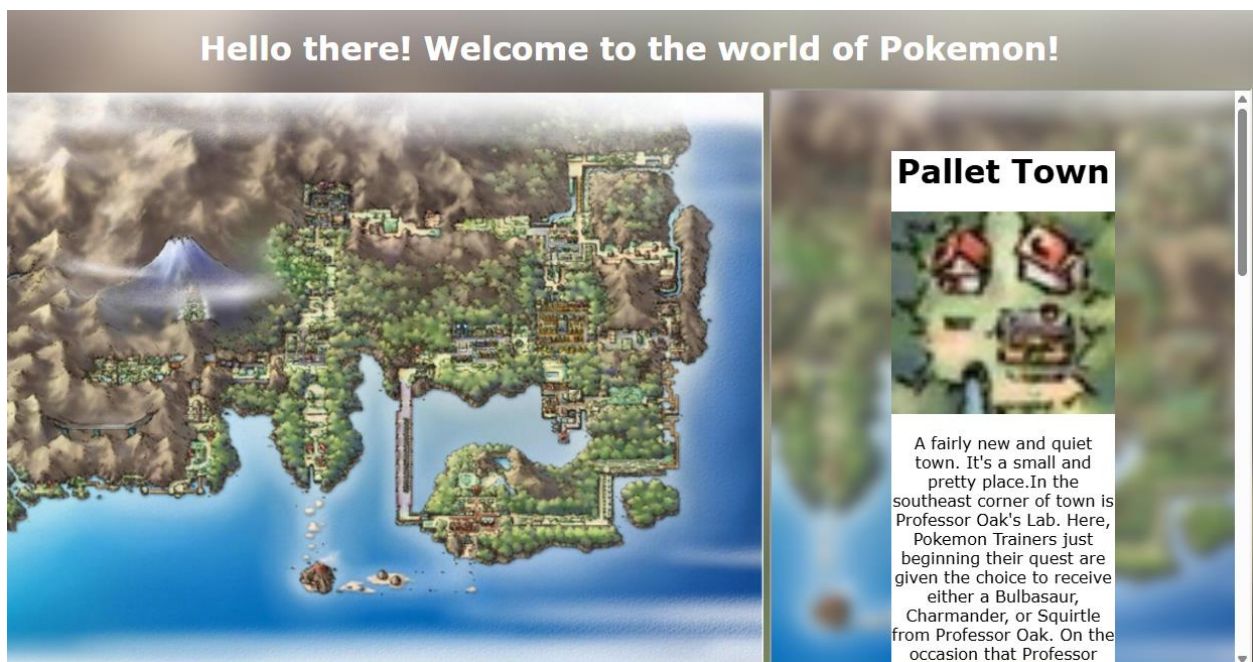 Hello there! Welcome to the world of Pokemon!
Pallet Town
A fairly new and quiet
town. It's a small and
pretty place.In the
southeast corner of town is
Professor Oak's Lab. Here,
Pokemon Trainers just
beginning their quest are
given the choice to receive
either a Bulbasaur,
Charmander, or Squirtle
from Professor Oak. On the
occasion that Professor